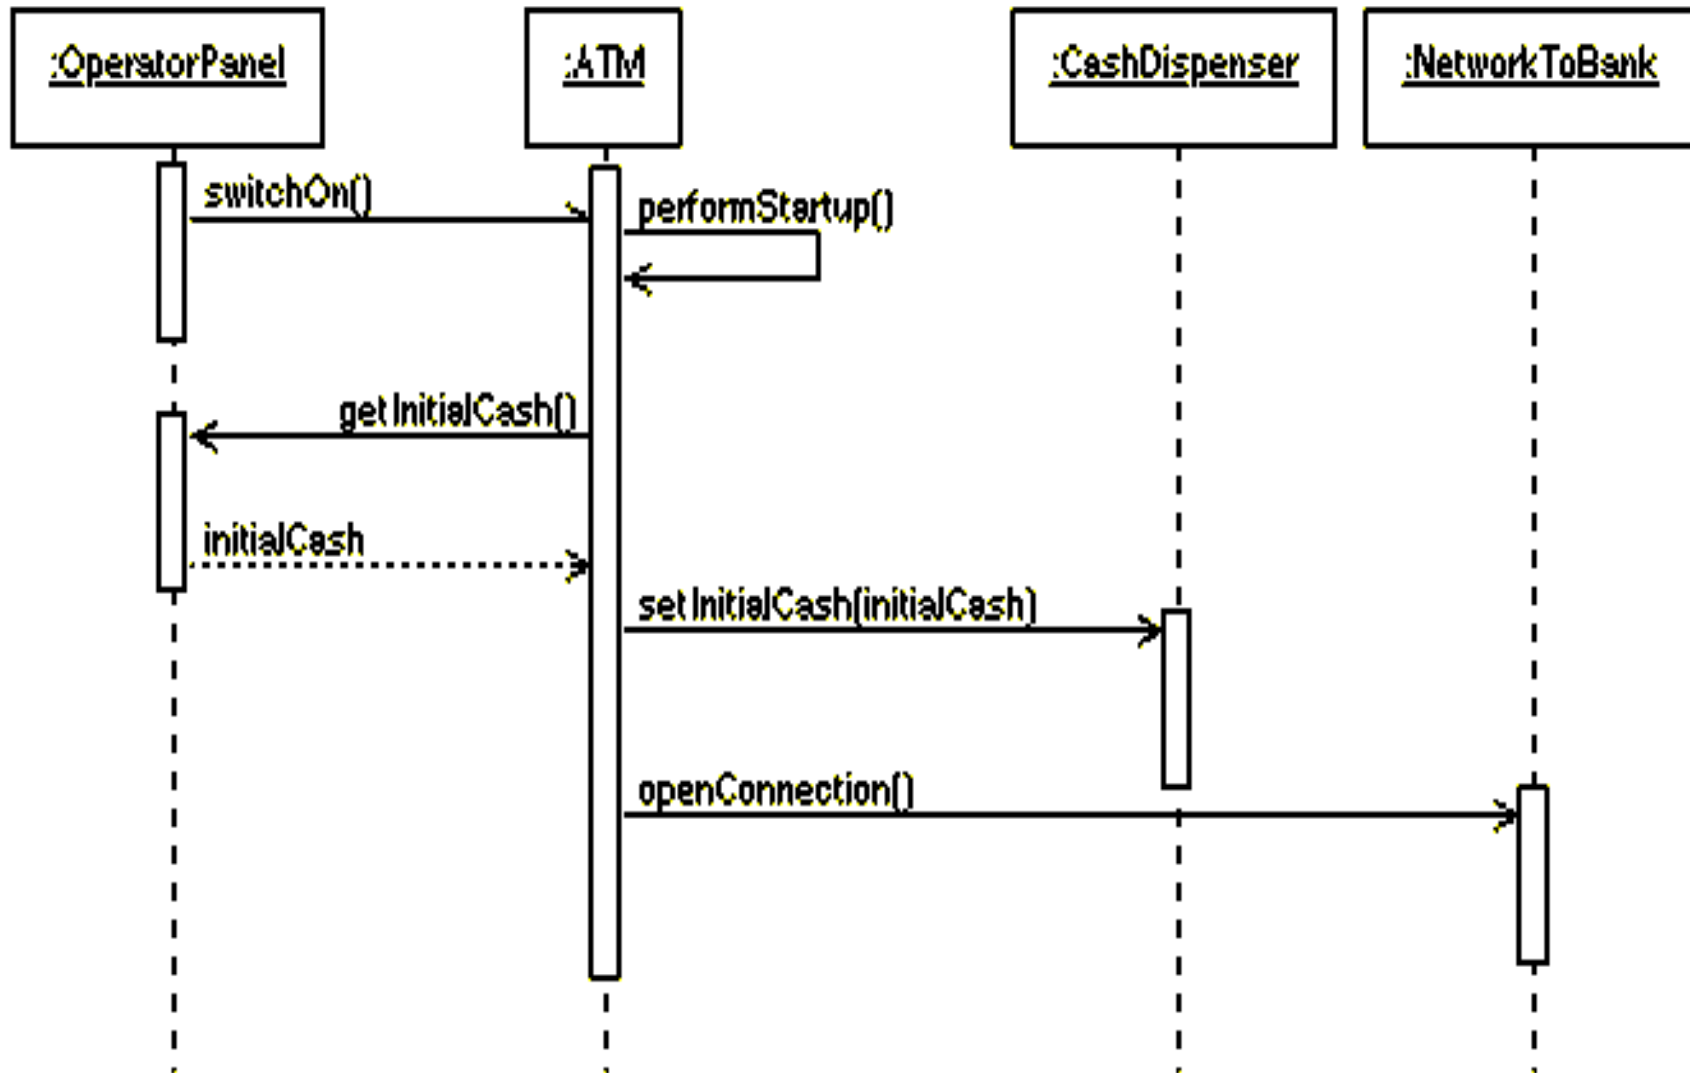 :OperatorPanel
:ATM
:CashDispenser
:NetworkToBank
switchOn()
performStartup()
getInitialCash()
initialCash
setInitialCash(initialCash)
openConnection()